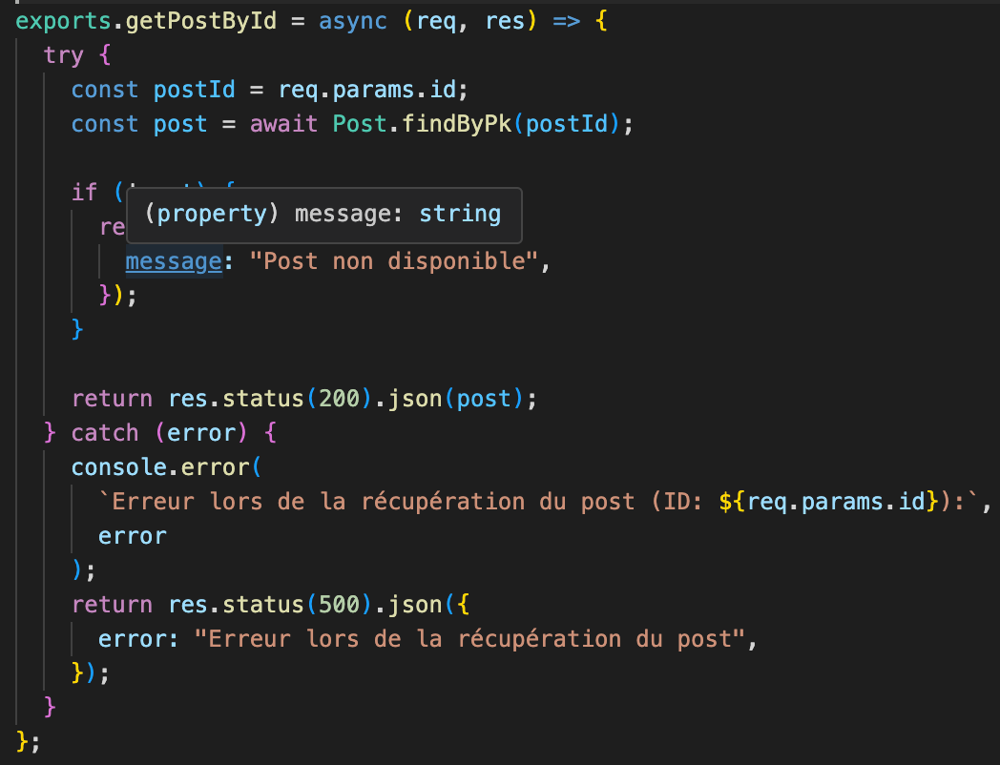 exports.getPostById = async (req, res) => {
try {
const postId = req.params.id;
const post = await Post.findByPk(postId);
if (
(property) message: string
re
message: "Post non disponible",
});
}
return res.status(200).json(post);
} catch (error) {
console.error(
`Erreur lors de la récupération du post (ID: ${req.params.id}):`,
error
);
return res.status(500).json({
error: "Erreur lors de la récupération du post",
});
}
};